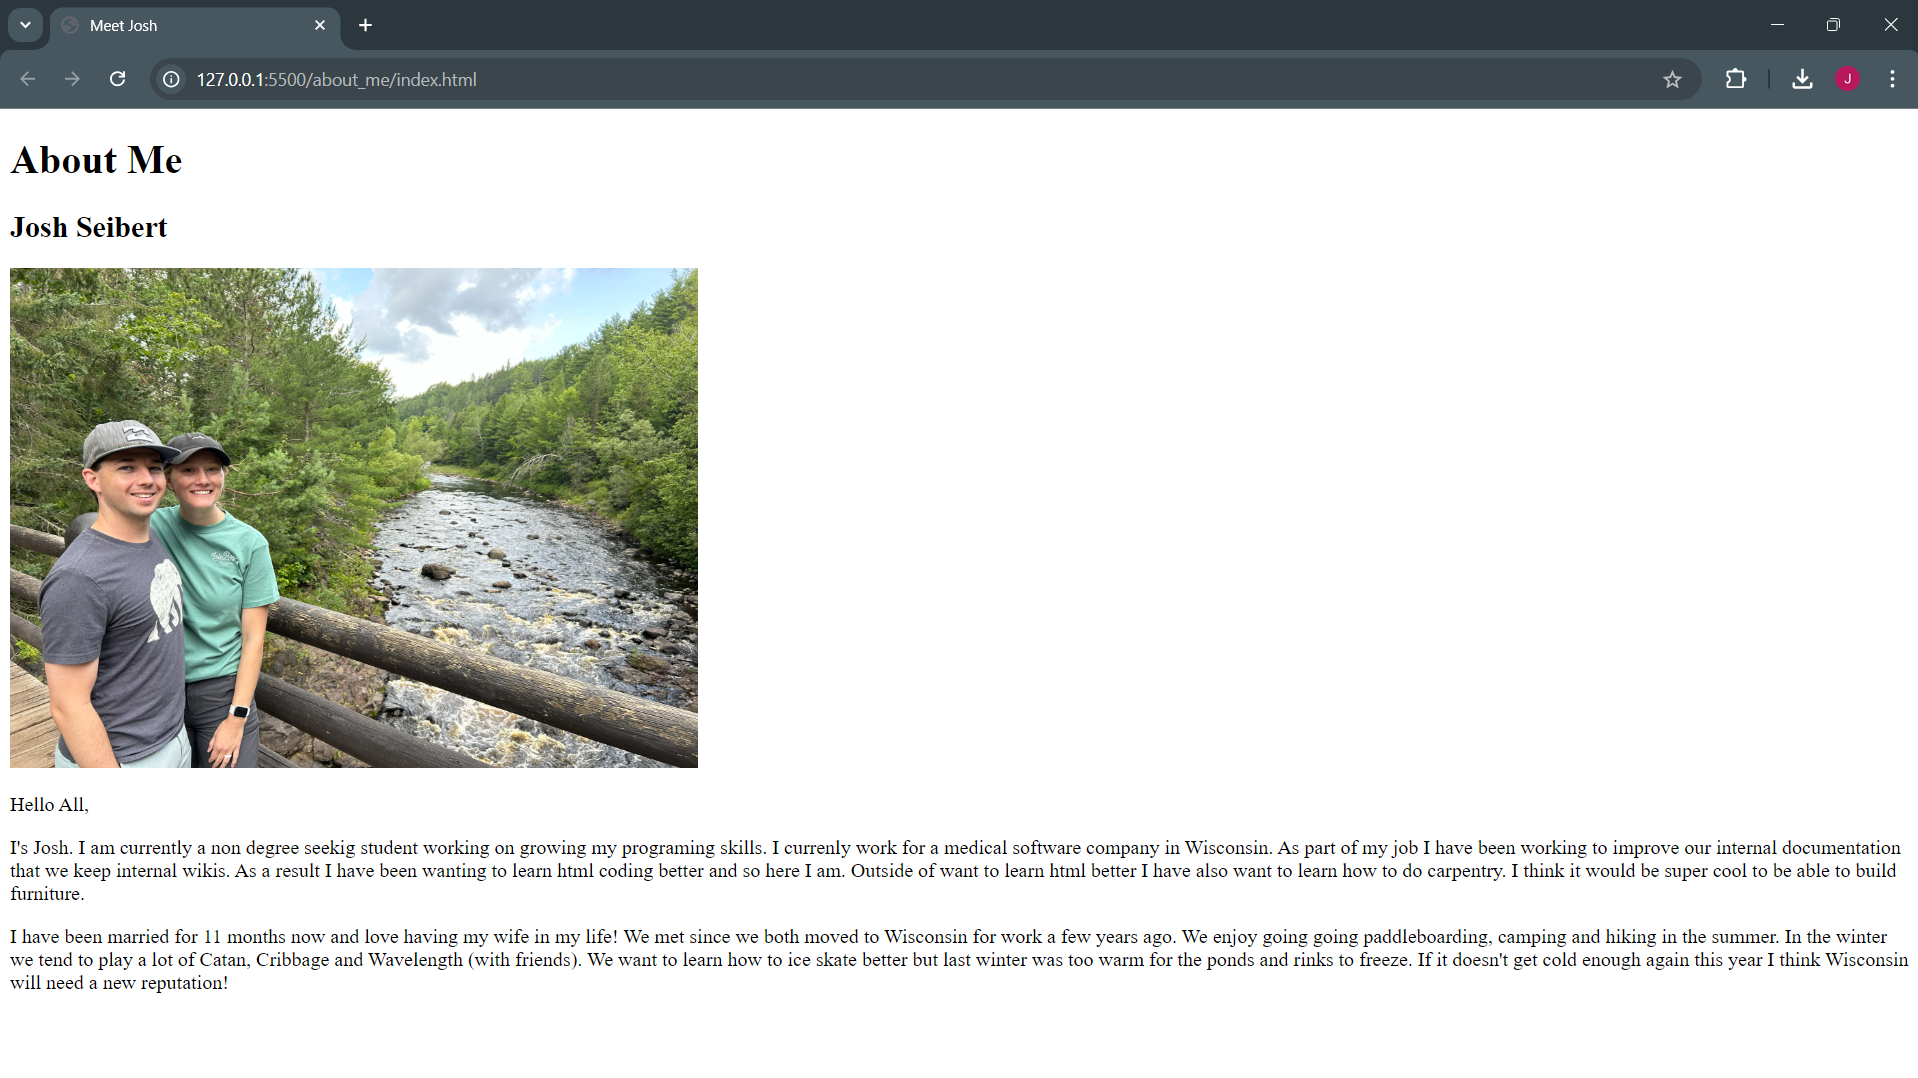 Meet Josh
127.0.0.1:5500/about_me/index.html
J
About Me
Josh Seibert
Hello All,
I's Josh. I am currently a non degree seekig student working on growing my programing skills. I currenly work for a medical software company in Wisconsin. As part of my job I have been working to improve our internal documentation
that we keep internal wikis. As a result I have been wanting to learn html coding better and so here I am. Outside of want to learn html better I have also want to learn how to do carpentry. I think it would be super cool to be able to build
furniture.
I have been married for 11 months now and love having my wife in my life! We met since we both moved to Wisconsin for work a few years ago. We enjoy going going paddleboarding, camping and hiking in the summer. In the winter
we tend to play a lot of Catan, Cribbage and Wavelength (with friends). We want to learn how to ice skate better but last winter was too warm for the ponds and rinks to freeze. If it doesn't get cold enough again this year I think Wisconsin
will need a new reputation!